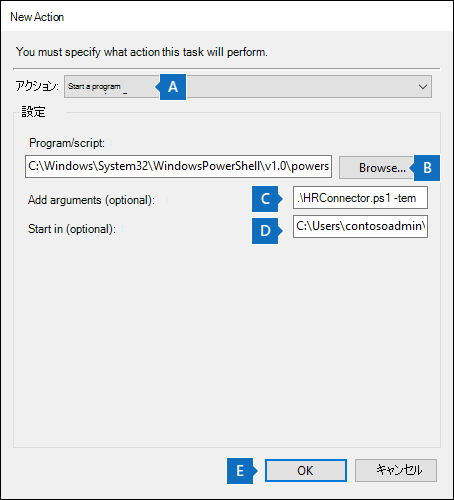 New Action
You must specify what action this task will perform.
アクション: Start a program A
設定
Program/script:
C:\Windows\System32\WindowsPowerShell\v1.0\powers Browse... B
Add arguments (optional): C .\HRConnector.ps1 -tem
Start in (optional): D C:\Users\contosoadmin\
E OK キャンセル